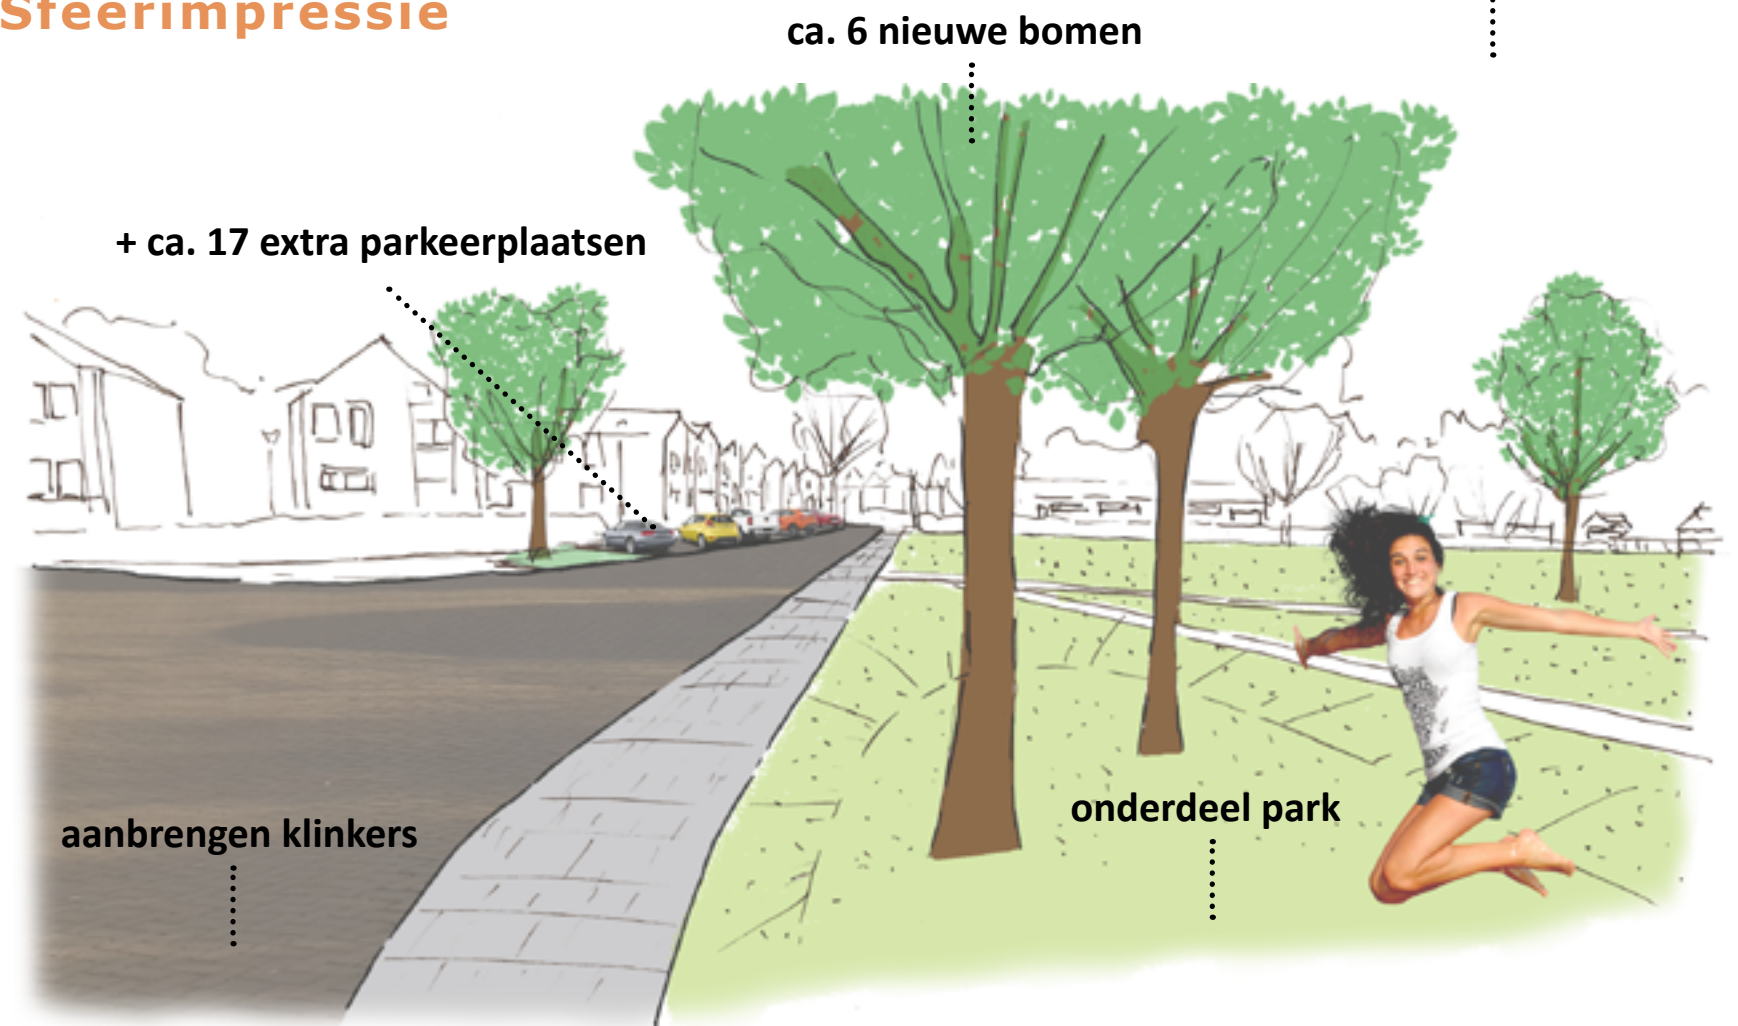 Sfeerimpressie
ca. 6 nieuwe bomen
+ ca. 17 extra parkeerplaatsen
onderdeel park
aanbrengen klinkers